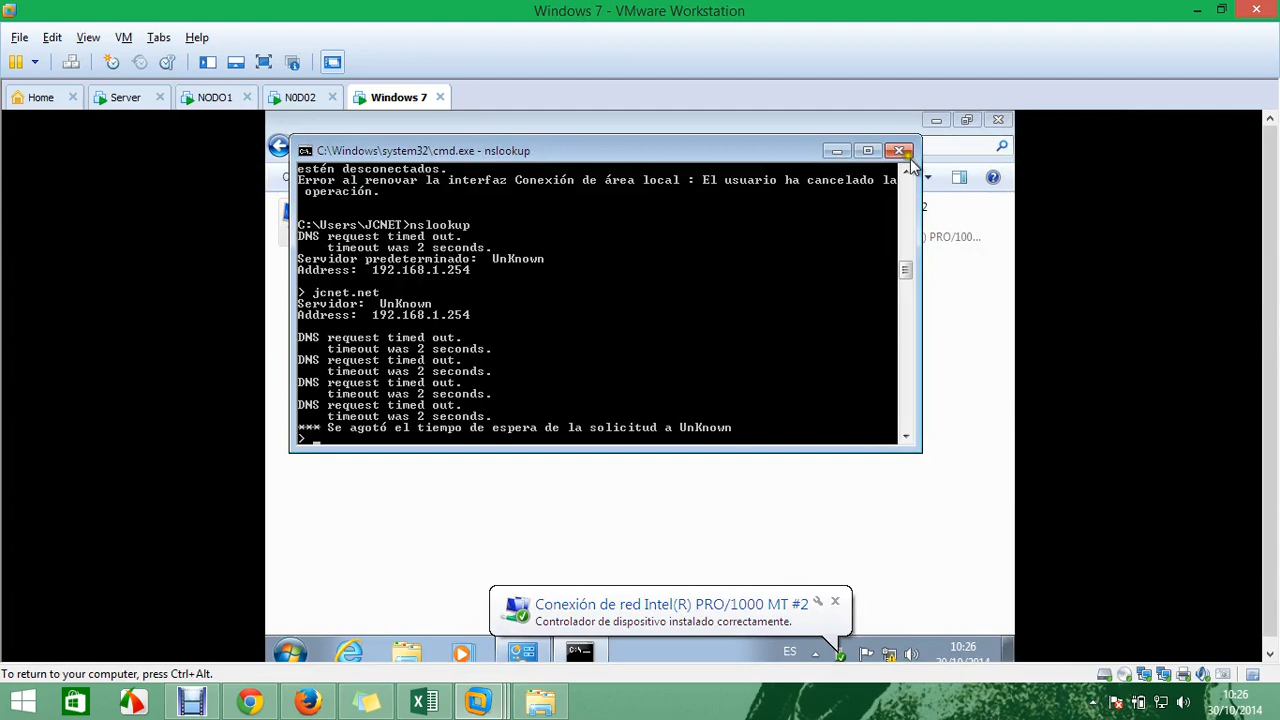 Windows 7 - VMware Workstation
File Edit View VM Tabs Help
Home Server NODO1 NODO2 Windows 7
C:\Windows\system32\cmd.exe - nslookup
estén desconectados.
Error al renovar la interfaz Conexión de área local : El usuario ha cancelado la
operación.
C:\Users\JCNET>nslookup
DNS request timed out.
timeout was 2 seconds.
Servidor predeterminado: UnKnown
Address: 192.168.1.254
> jcnet.net
Servidor: UnKnown
Address: 192.168.1.254
DNS request timed out.
timeout was 2 seconds.
DNS request timed out.
timeout was 2 seconds.
DNS request timed out.
timeout was 2 seconds.
DNS request timed out.
timeout was 2 seconds.
*** Se agotó el tiempo de espera de la solicitud a UnKnown
>
2
) PRO/100...
Conexión de red Intel(R) PRO/1000 MT #2
Controlador de dispositivo instalado correctamente.
ES 10:26
30/10/2014
To return to your computer, press Ctrl+Alt.
10:26
30/10/2014